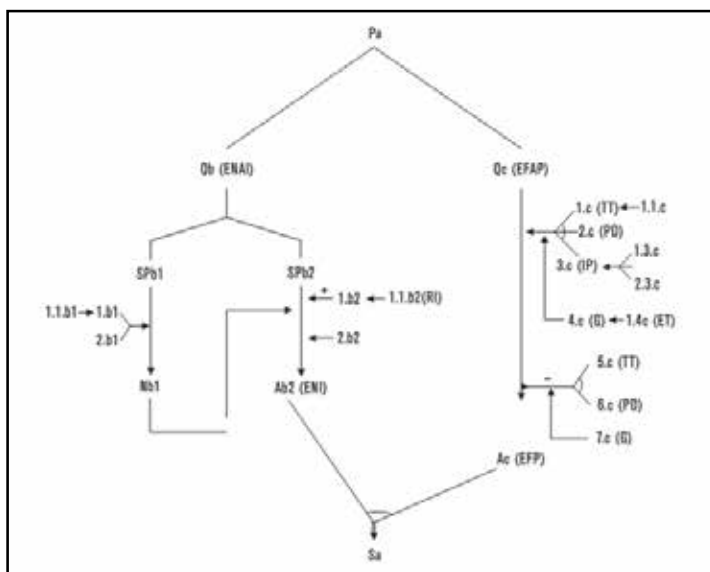 Pa
Qb (ENAI)
Qc (EFAP)
1.c (TT)
1.1.c
2.c (PD)
3.c (IP)
1.3.c
2.3.c
SPb1
SPb2
+
1.b2
1.1.b2(RI)
1.1.b1
1.b1
2.b1
2.b2
4.c (G)
1.4c (ET)
5.c (TT)
Nb1
Ab2 (ENI)
–
6.c (PD)
7.c (G)
Ac (EFP)
Sa